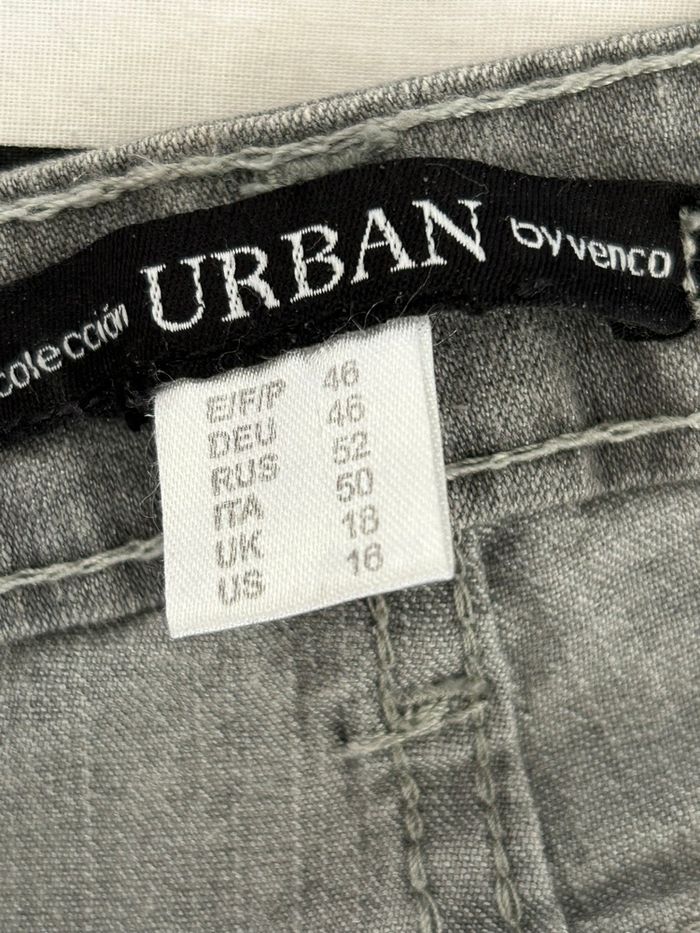 colección URBAN by venco
E/F/P 46
DEU 46
RUS 52
ITA 50
UK 18
US 16